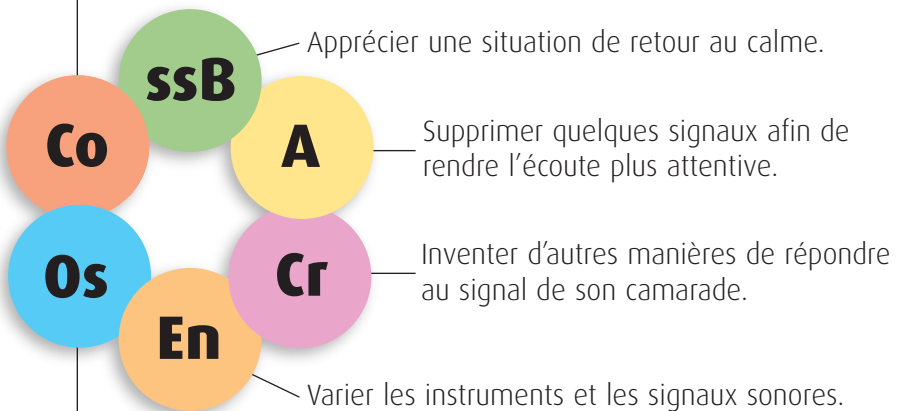 ssB
Apprécier une situation de retour au calme.
Co
A
Supprimer quelques signaux afin de
rendre l’écoute plus attentive.
Os
Cr
Inventer d’autres manières de répondre
au signal de son camarade.
En
Varier les instruments et les signaux sonores.